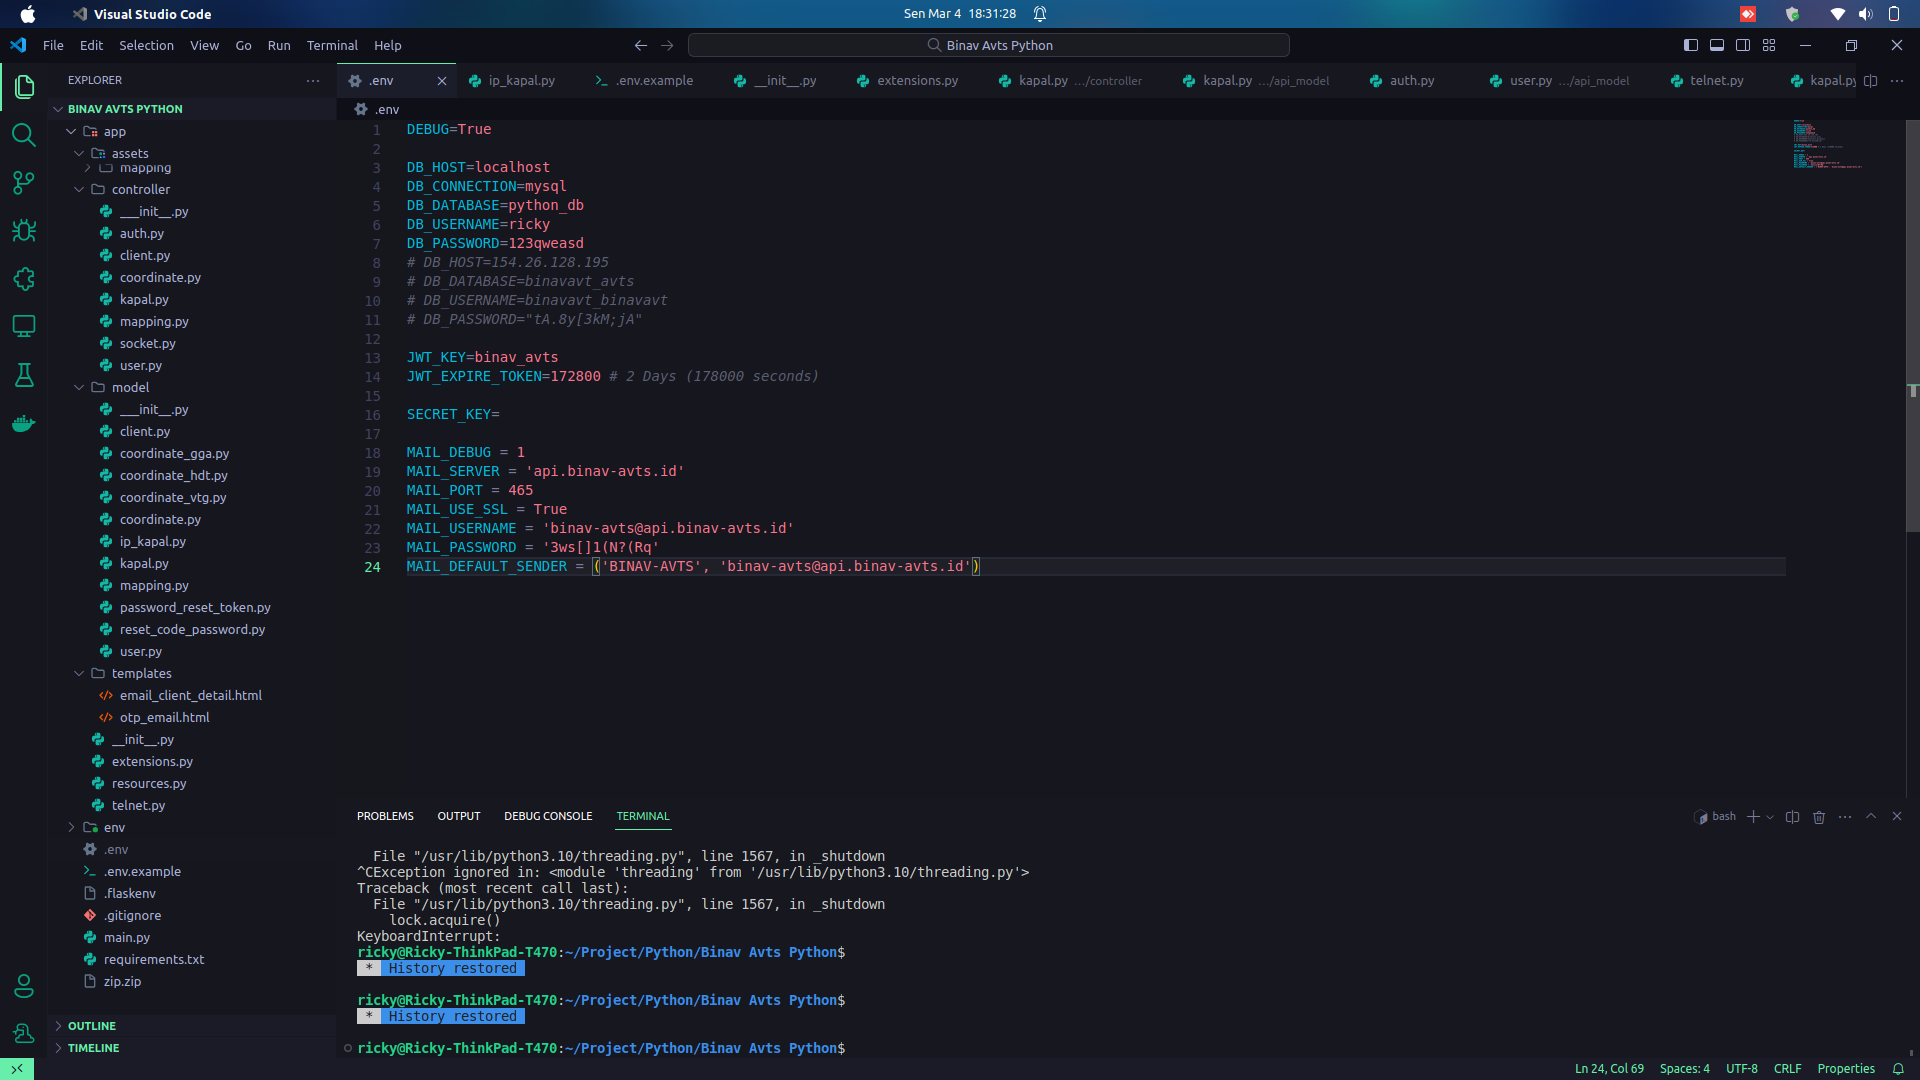 Visual Studio Code
Sen Mar 4 18:31:28
File Edit Selection View Go Run Terminal Help
Binav Avts Python
EXPLORER
.env
ip_kapal.py
.env.example
__init__.py
extensions.py
kapal.py .../controller
kapal.py .../api_model
auth.py
user.py .../api_model
telnet.py
kapal.py
BINAV AVTS PYTHON
app
assets
mapping
controller
___init__.py
auth.py
client.py
coordinate.py
kapal.py
mapping.py
socket.py
user.py
model
___init__.py
client.py
coordinate_gga.py
coordinate_hdt.py
coordinate_vtg.py
coordinate.py
ip_kapal.py
kapal.py
mapping.py
password_reset_token.py
reset_code_password.py
user.py
templates
email_client_detail.html
otp_email.html
__init__.py
extensions.py
resources.py
telnet.py
env
.env
.env.example
.flaskenv
.gitignore
main.py
requirements.txt
zip.zip
OUTLINE
TIMELINE
.env
1 DEBUG=True
2
3 DB_HOST=localhost
4 DB_CONNECTION=mysql
5 DB_DATABASE=python_db
6 DB_USERNAME=ricky
7 DB_PASSWORD=123qweasd
8 # DB_HOST=154.26.128.195
9 # DB_DATABASE=binavavt_avts
10 # DB_USERNAME=binavavt_binavavt
11 # DB_PASSWORD="tA.8y[3kM;jA"
12
13 JWT_KEY=binav_avts
14 JWT_EXPIRE_TOKEN=172800 # 2 Days (178000 seconds)
15
16 SECRET_KEY=
17
18 MAIL_DEBUG = 1
19 MAIL_SERVER = 'api.binav-avts.id'
20 MAIL_PORT = 465
21 MAIL_USE_SSL = True
22 MAIL_USERNAME = 'binav-avts@api.binav-avts.id'
23 MAIL_PASSWORD = '3ws[]1(N?(Rq'
24 MAIL_DEFAULT_SENDER = ('BINAV-AVTS', 'binav-avts@api.binav-avts.id')
PROBLEMS OUTPUT DEBUG CONSOLE TERMINAL
bash
File "/usr/lib/python3.10/threading.py", line 1567, in _shutdown
^CException ignored in: <module 'threading' from '/usr/lib/python3.10/threading.py'>
Traceback (most recent call last):
File "/usr/lib/python3.10/threading.py", line 1567, in _shutdown
lock.acquire()
KeyboardInterrupt:
ricky@Ricky-ThinkPad-T470:~/Project/Python/Binav Avts Python$
* History restored
ricky@Ricky-ThinkPad-T470:~/Project/Python/Binav Avts Python$
* History restored
ricky@Ricky-ThinkPad-T470:~/Project/Python/Binav Avts Python$
Ln 24, Col 69 Spaces: 4 UTF-8 CRLF Properties